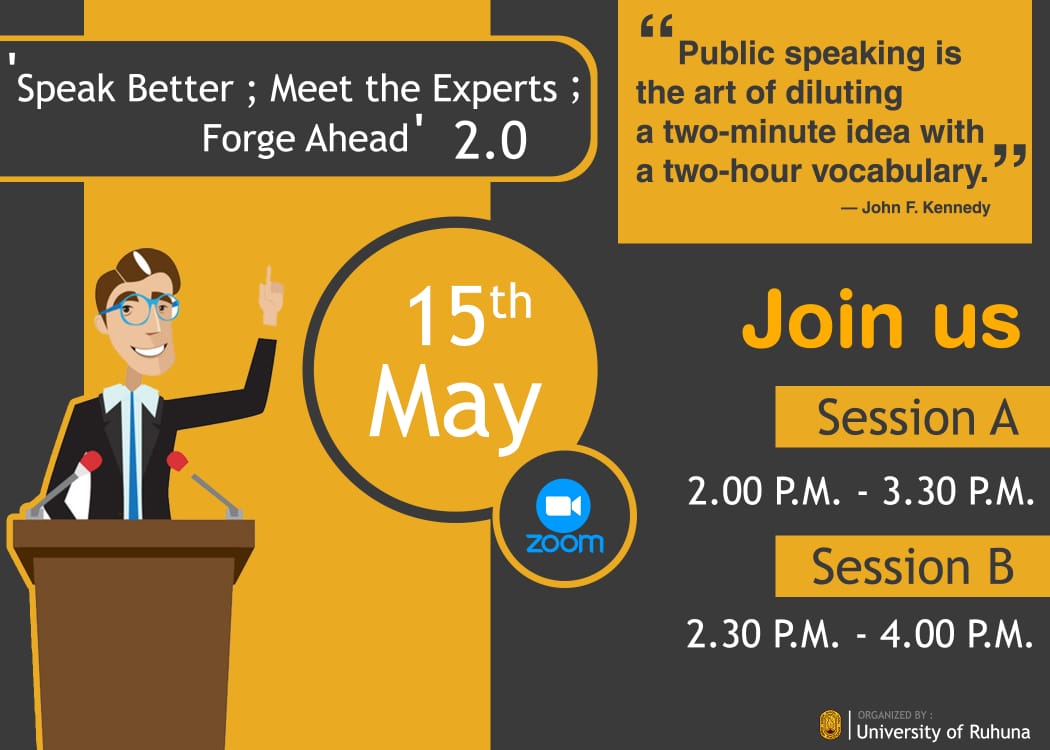 'Speak Better ; Meet the Experts ;
Forge Ahead' 2.0
“Public speaking is
the art of diluting
a two-minute idea with
a two-hour vocabulary.”
— John F. Kennedy
15th
May
zoom
Join us
Session A
2.00 P.M. - 3.30 P.M.
Session B
2.30 P.M. - 4.00 P.M.
ORGANIZED BY :
University of Ruhuna